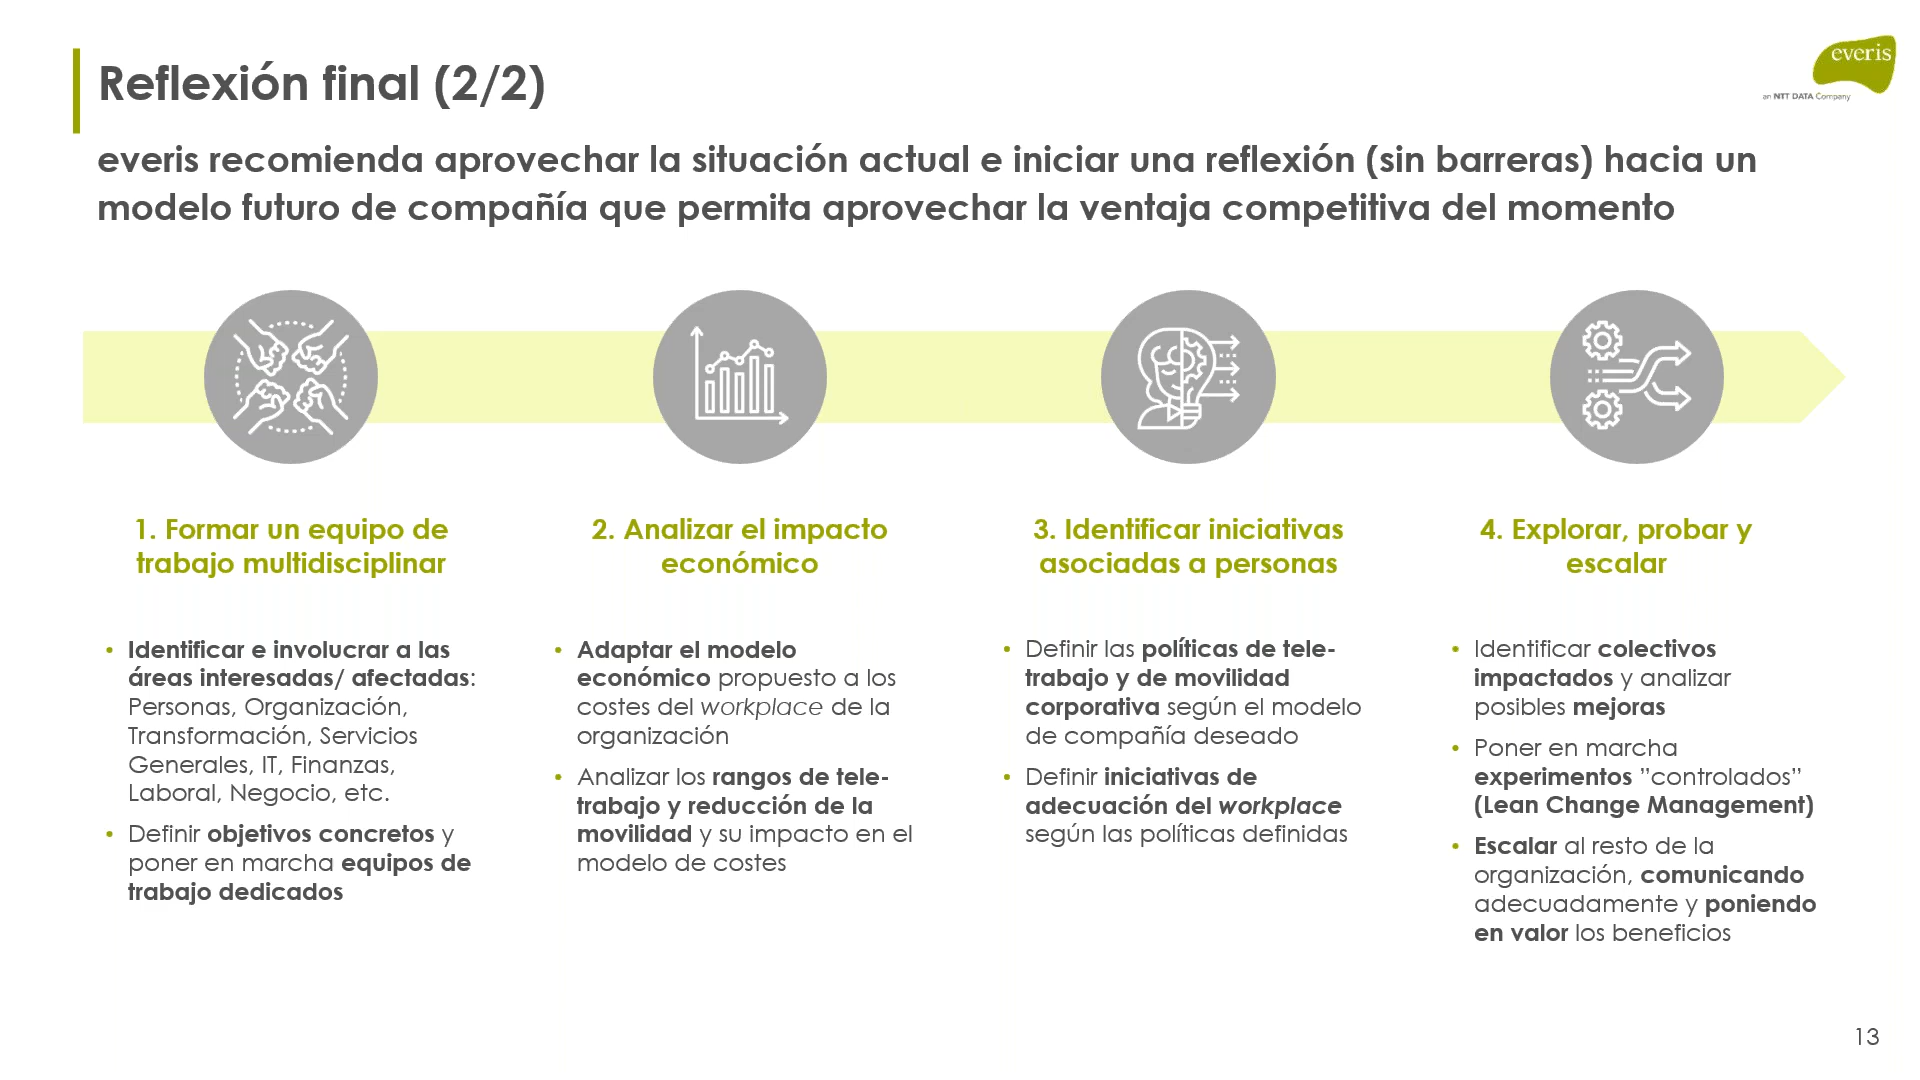 Reflexión final (2/2)
everis
an NTT DATA Company
everis recomienda aprovechar la situación actual e iniciar una reflexión (sin barreras) hacia un
modelo futuro de compañía que permita aprovechar la ventaja competitiva del momento
1. Formar un equipo de
trabajo multidisciplinar
• Identificar e involucrar a las
áreas interesadas/ afectadas:
Personas, Organización,
Transformación, Servicios
Generales, IT, Finanzas,
Laboral, Negocio, etc.
• Definir objetivos concretos y
poner en marcha equipos de
trabajo dedicados
2. Analizar el impacto
económico
• Adaptar el modelo
económico propuesto a los
costes del workplace de la
organización
• Analizar los rangos de tele-
trabajo y reducción de la
movilidad y su impacto en el
modelo de costes
3. Identificar iniciativas
asociadas a personas
• Definir las políticas de tele-
trabajo y de movilidad
corporativa según el modelo
de compañía deseado
• Definir iniciativas de
adecuación del workplace
según las políticas definidas
4. Explorar, probar y
escalar
• Identificar colectivos
impactados y analizar
posibles mejoras
• Poner en marcha
experimentos ”controlados”
(Lean Change Management)
• Escalar al resto de la
organización, comunicando
adecuadamente y poniendo
en valor los beneficios
13